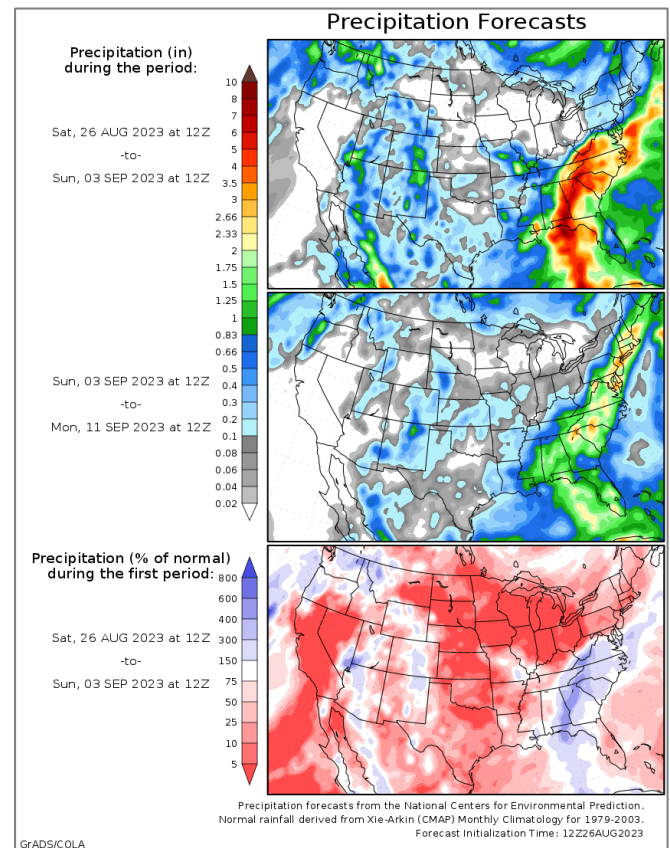 Precipitation Forecasts
Precipitation (in)
during the period:
Sat, 26 AUG 2023 at 12Z
-to-
Sun, 03 SEP 2023 at 12Z
10
8
7
6
5
4
3.5
3
2.66
2.33
2
1.75
1.5
1.25
1
0.83
0.66
0.5
0.4
0.3
0.2
0.1
0.08
0.06
0.04
0.02
Sun, 03 SEP 2023 at 12Z
-to-
Mon, 11 SEP 2023 at 12Z
Precipitation (% of normal)
during the first period:
Sat, 26 AUG 2023 at 12Z
-to-
Sun, 03 SEP 2023 at 12Z
800
600
400
300
150
75
50
25
10
5
Precipitation forecasts from the National Centers for Environmental Prediction.
Normal rainfall derived from Xie-Arkin (CMAP) Monthly Climatology for 1979-2003.
Forecast Initialization Time: 12Z26AUG2023
GrADS/COLA